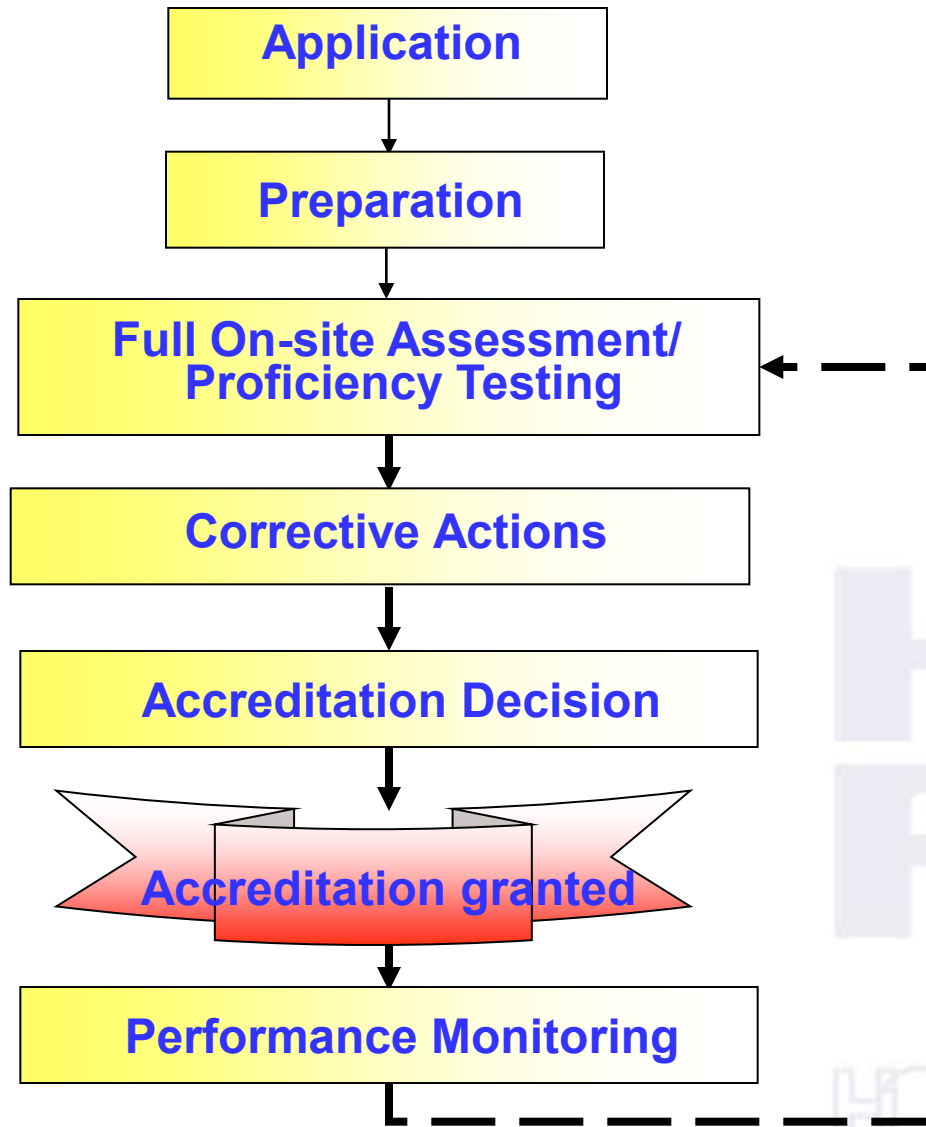 Application
Preparation
Full On-site Assessment/
Proficiency Testing
Corrective Actions
Accreditation Decision
Accreditation granted
Performance Monitoring